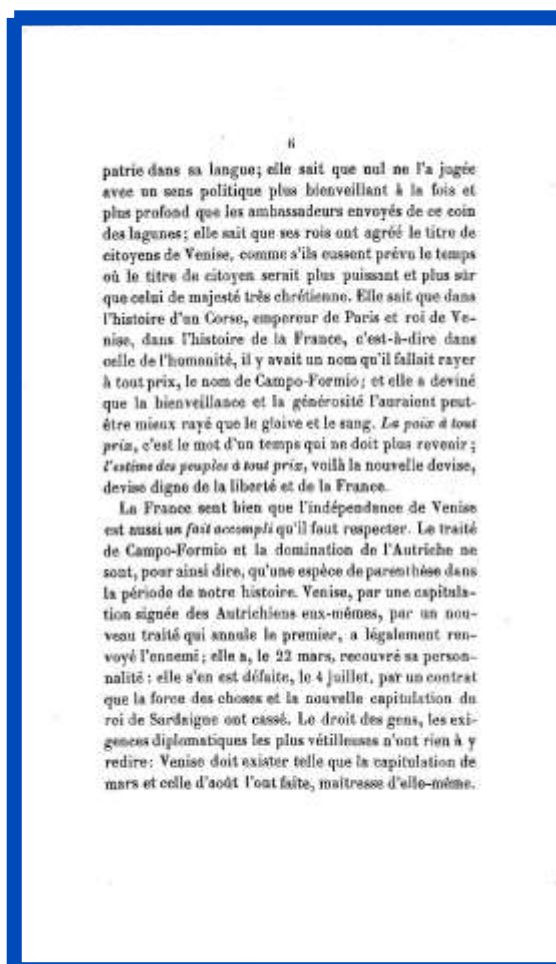 6
patrie dans sa langue; elle sait que nul ne l'a jugée
avec un sens politique plus bienveillant à la fois et
plus profond que les ambassadeurs envoyés de ce coin
des lagunes; elle sait que ses rois ont agréé le titre de
citoyens de Venise, comme s'ils eussent prévu le temps
où le titre de citoyen serait plus puissant et plus sûr
que celui de majesté très chrétienne. Elle sait que dans
l'histoire d'un Corse, empereur de Paris et roi de Ve-
nise, dans l'histoire de la France, c'est-à-dire dans
celle de l'humanité, il y avait un nom qu'il fallait rayer
à tout prix, le nom de Campo-Formio; et elle a deviné
que la bienveillance et la générosité l'auraient peut-
être mieux rayé que le glaive et le sang. La paix à tout
prix, c'est le mot d'un temps qui ne doit plus revenir;
l'estime des peuples à tout prix, voilà la nouvelle devise,
devise digne de la liberté et de la France.
La France sent bien que l'indépendance de Venise
est aussi un fait accompli qu'il faut respecter. Le traité
de Campo-Formio et la domination de l'Autriche ne
sont, pour ainsi dire, qu'une espèce de parenthèse dans
la période de notre histoire. Venise, par une capitula-
tion signée des Autrichiens eux-mêmes, par un nou-
veau traité qui annule le premier, a légalement ren-
voyé l'ennemi; elle a, le 22 mars, recouvré sa person-
nalité: elle s'en est défaite, le 4 juillet, par un contrat
que la force des choses et la nouvelle capitulation du
roi de Sardaigne ont cassé. Le droit des gens, les exi-
gences diplomatiques les plus vétilleuses n'ont rien à y
redire: Venise doit exister telle que la capitulation de
mars et celle d'août l'ont faite, maîtresse d'elle-même.